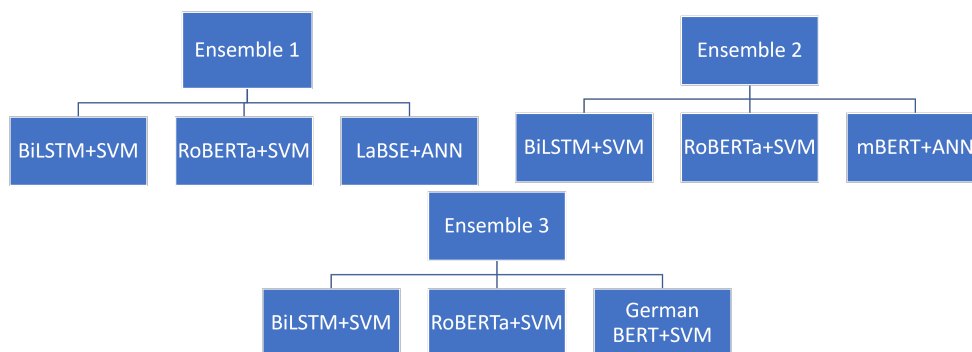 Ensemble 1
BiLSTM+SVM
RoBERTa+SVM
LaBSE+ANN
Ensemble 2
BiLSTM+SVM
RoBERTa+SVM
mBERT+ANN
Ensemble 3
BiLSTM+SVM
RoBERTa+SVM
German
BERT+SVM